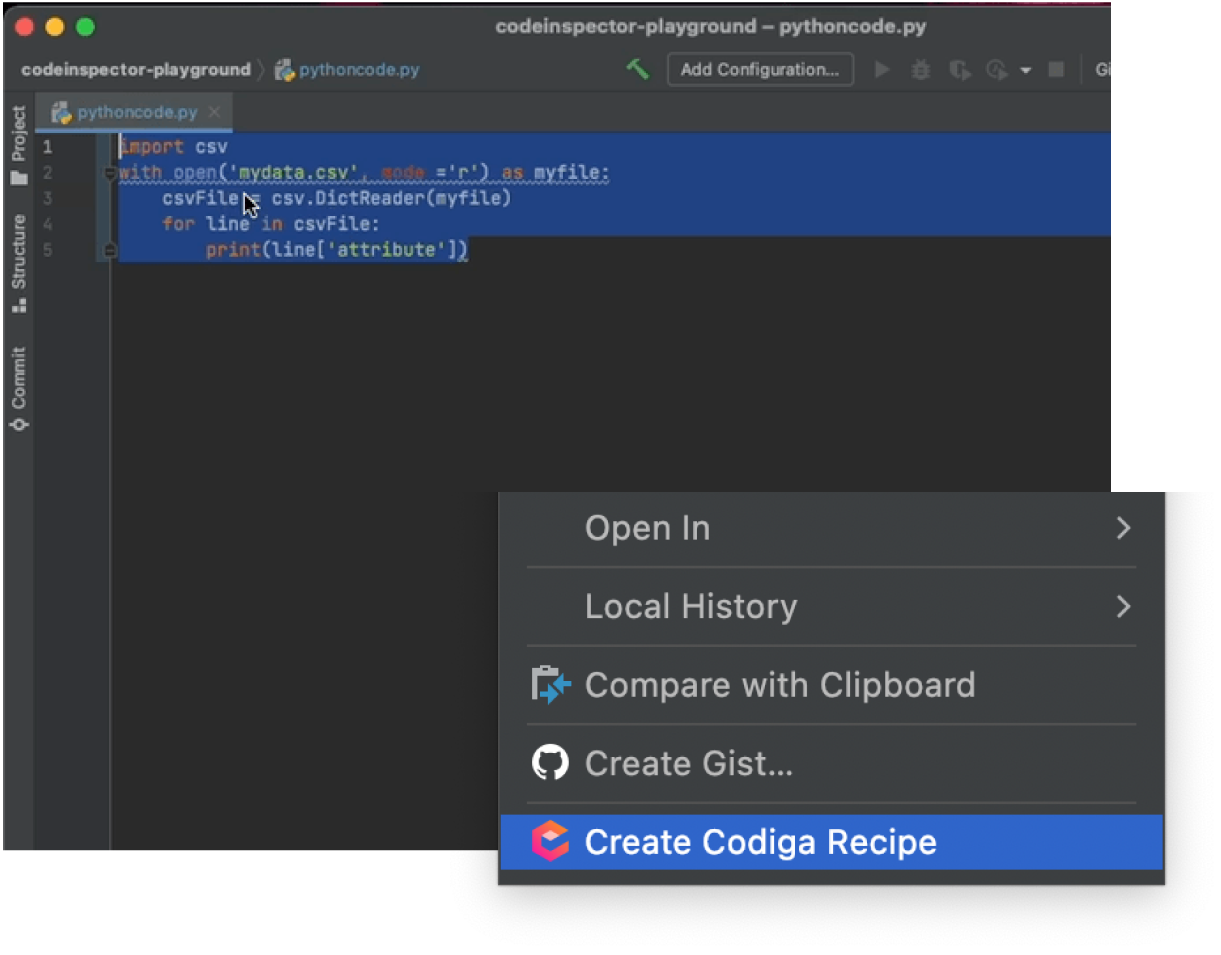 codeinspector-playground – pythoncode.py
codeinspector-playground 〉 pythoncode.py
Add Configuration...
Gi
pythoncode.py
Project
Structure
Commit
1 import csv
2 with open('mydata.csv', mode ='r') as myfile:
3     csvFile = csv.DictReader(myfile)
4     for line in csvFile:
5         print(line['attribute'])
Open In
Local History
Compare with Clipboard
Create Gist...
Create Codiga Recipe